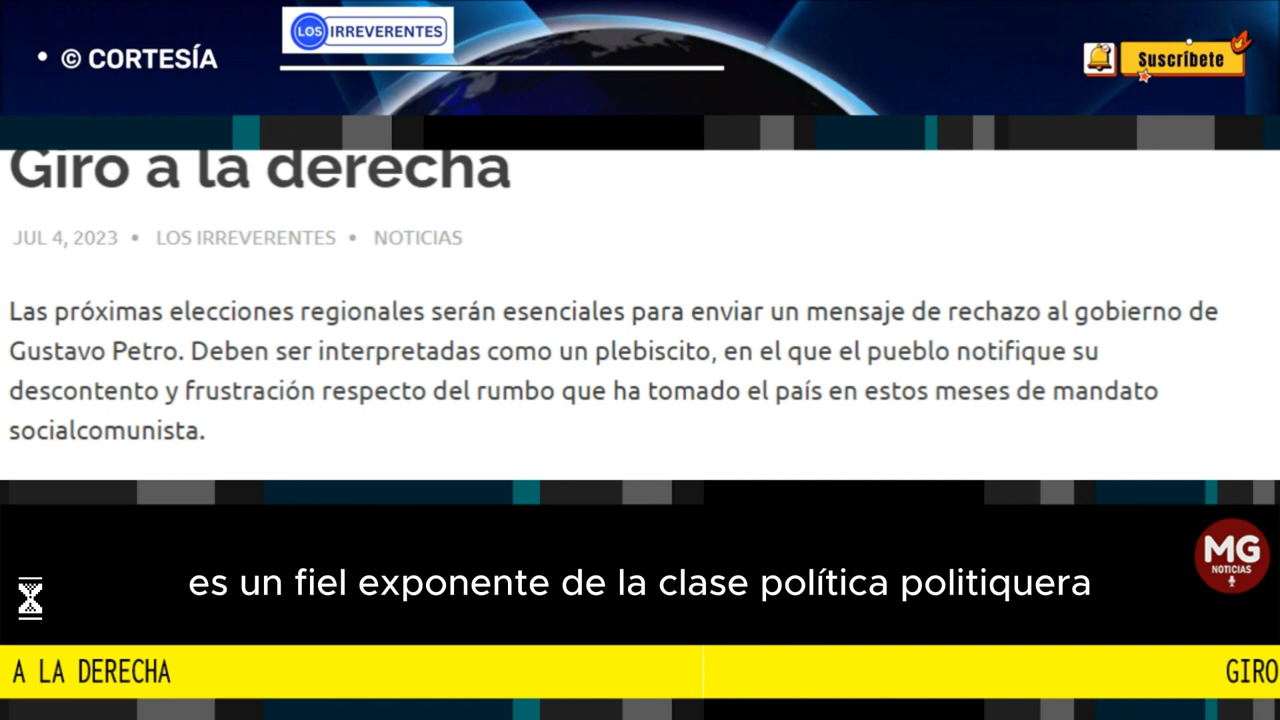 • © CORTESÍA
LOS IRREVERENTES
Suscríbete
Giro a la derecha
JUL 4, 2023 • LOS IRREVERENTES • NOTICIAS
Las próximas elecciones regionales serán esenciales para enviar un mensaje de rechazo al gobierno de
Gustavo Petro. Deben ser interpretadas como un plebiscito, en el que el pueblo notifique su
descontento y frustración respecto del rumbo que ha tomado el país en estos meses de mandato
socialcomunista.
MG
NOTICIAS
es un fiel exponente de la clase política politiquera
A LA DERECHA
GIRO